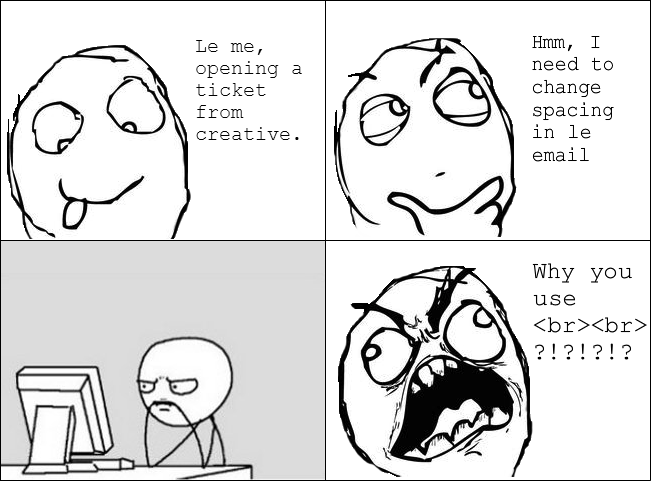 Le me,
opening a
ticket
from
creative.
Hmm, I
need to
change
spacing
in le
email
Why you
use
<br><br>
?!?!?!?